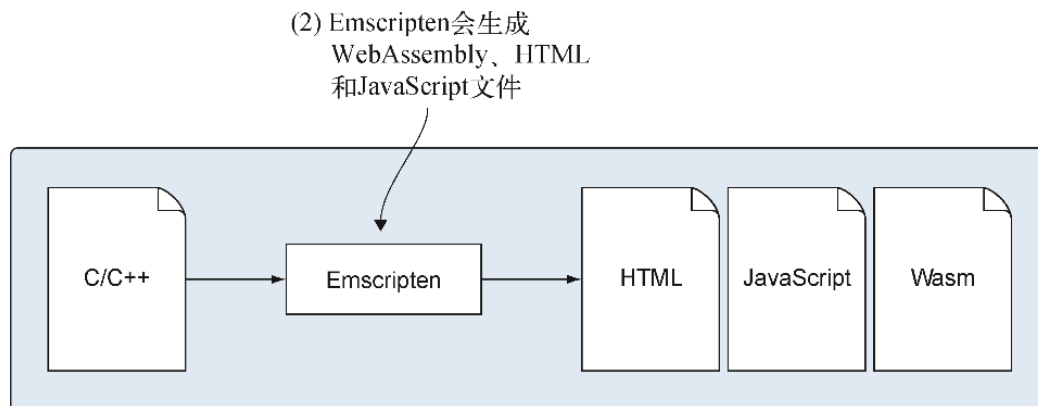 (2) Emscripten会生成
WebAssembly、HTML
和JavaScript文件
C/C++
Emscripten
HTML
JavaScript
Wasm